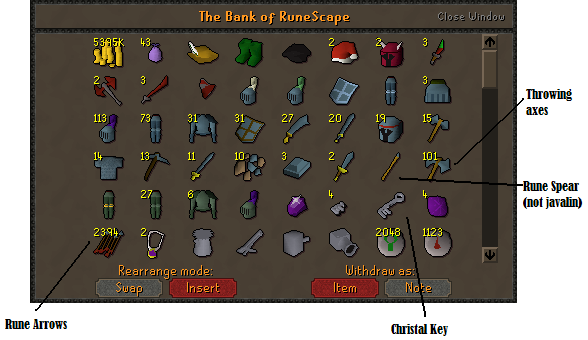 The Bank of RuneScape
Close Window
5395K 43 2 2 3
2 3 3
113 73 31 31 27 20 19 15
14 13 11 10 3 2 101
27 6 4 4
2394 2 2048 1123
Rearrange mode:
Withdraw as:
Swap
Insert
Item
Note
Throwing
axes
Rune Spear
(not javalin)
Rune Arrows
Christal Key